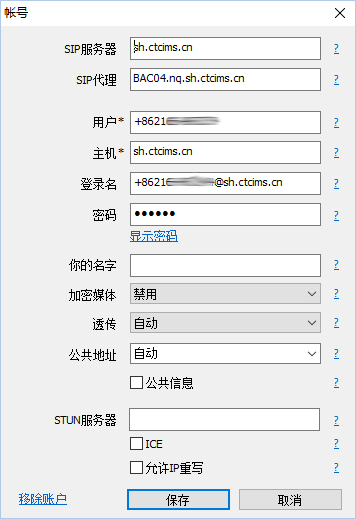 帐号
SIP服务器 sh.ctcims.cn ?
SIP代理 BAC04.nq.sh.ctcims.cn ?
用户* +8621 ?
主机* sh.ctcims.cn ?
登录名 +8621 @sh.ctcims.cn ?
密码 ●●●●●● ?
显示密码
你的名字 ?
加密媒体 禁用 ?
透传 自动 ?
公共地址 自动 ?
公共信息 ?
STUN服务器 ?
ICE ?
允许IP重写 ?
移除账户 保存 取消